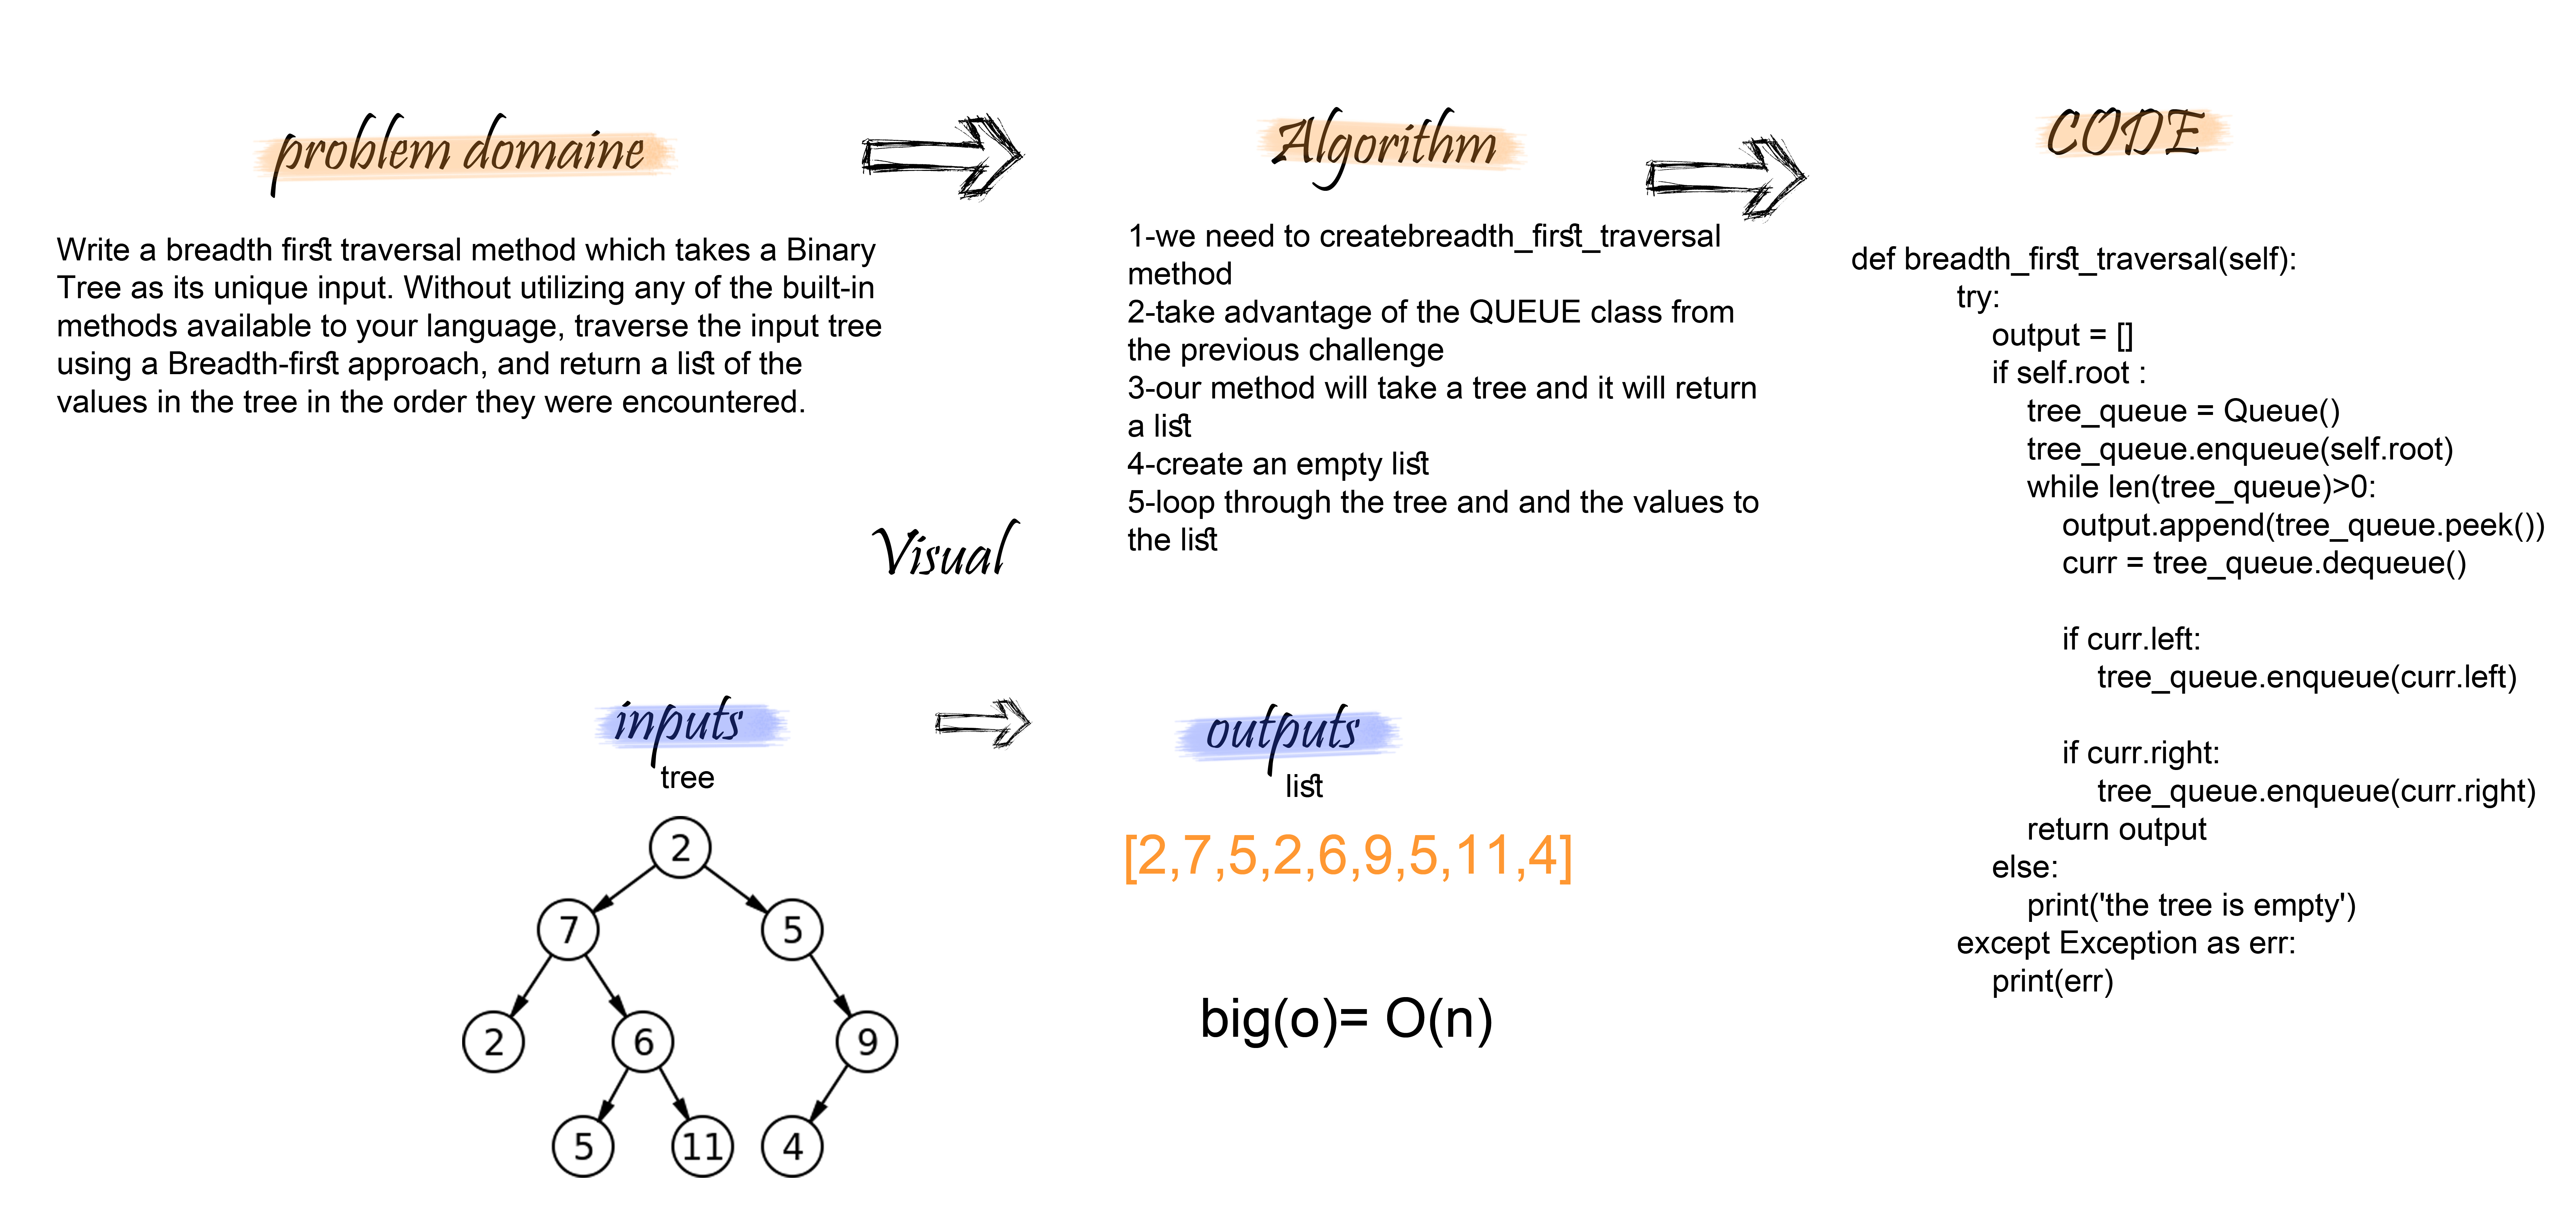 problem domaine
Write a breadth first traversal method which takes a Binary
Tree as its unique input. Without utilizing any of the built-in
methods available to your language, traverse the input tree
using a Breadth-first approach, and return a list of the
values in the tree in the order they were encountered.
Algorithm
1-we need to createbreadth_first_traversal
method
2-take advantage of the QUEUE class from
the previous challenge
3-our method will take a tree and it will return
a list
4-create an empty list
5-loop through the tree and and the values to
the list
CODE
def breadth_first_traversal(self):
try:
output = []
if self.root :
tree_queue = Queue()
tree_queue.enqueue(self.root)
while len(tree_queue)>0:
output.append(tree_queue.peek())
curr = tree_queue.dequeue()
if curr.left:
tree_queue.enqueue(curr.left)
if curr.right:
tree_queue.enqueue(curr.right)
return output
else:
print('the tree is empty')
except Exception as err:
print(err)
Visual
inputs
tree
2
7 5
2 6 9
5 11 4
outputs
list
[2,7,5,2,6,9,5,11,4]
big(o)= O(n)